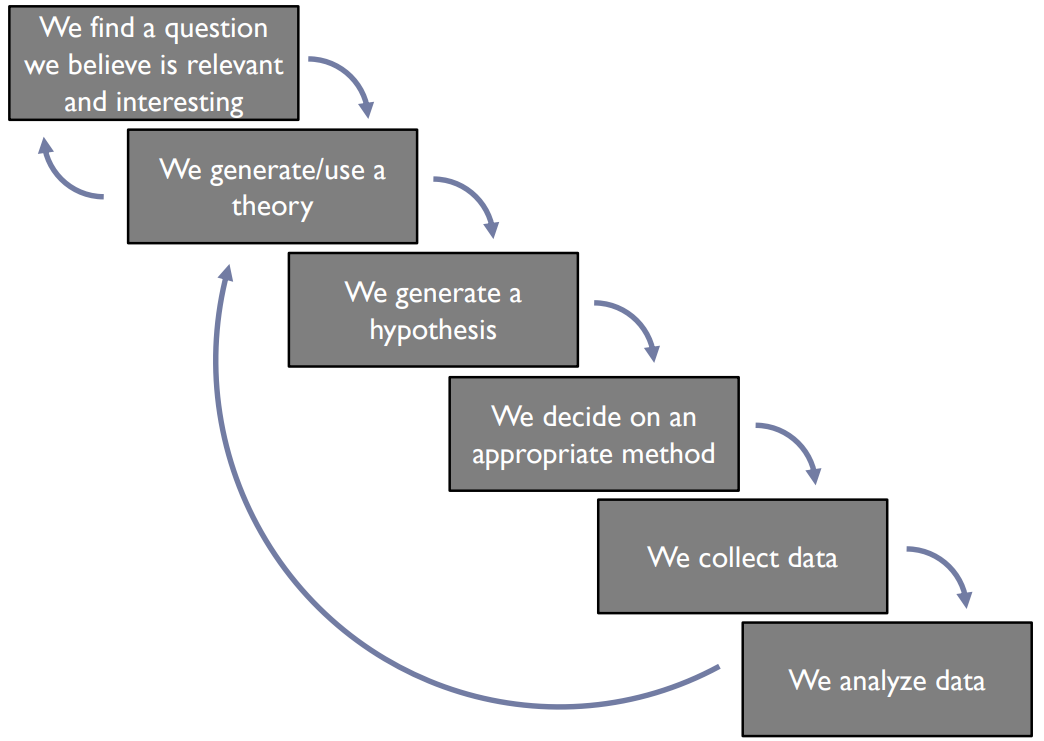 We find a question
we believe is relevant
and interesting
We generate/use a
theory
We generate a
hypothesis
We decide on an
appropriate method
We collect data
We analyze data